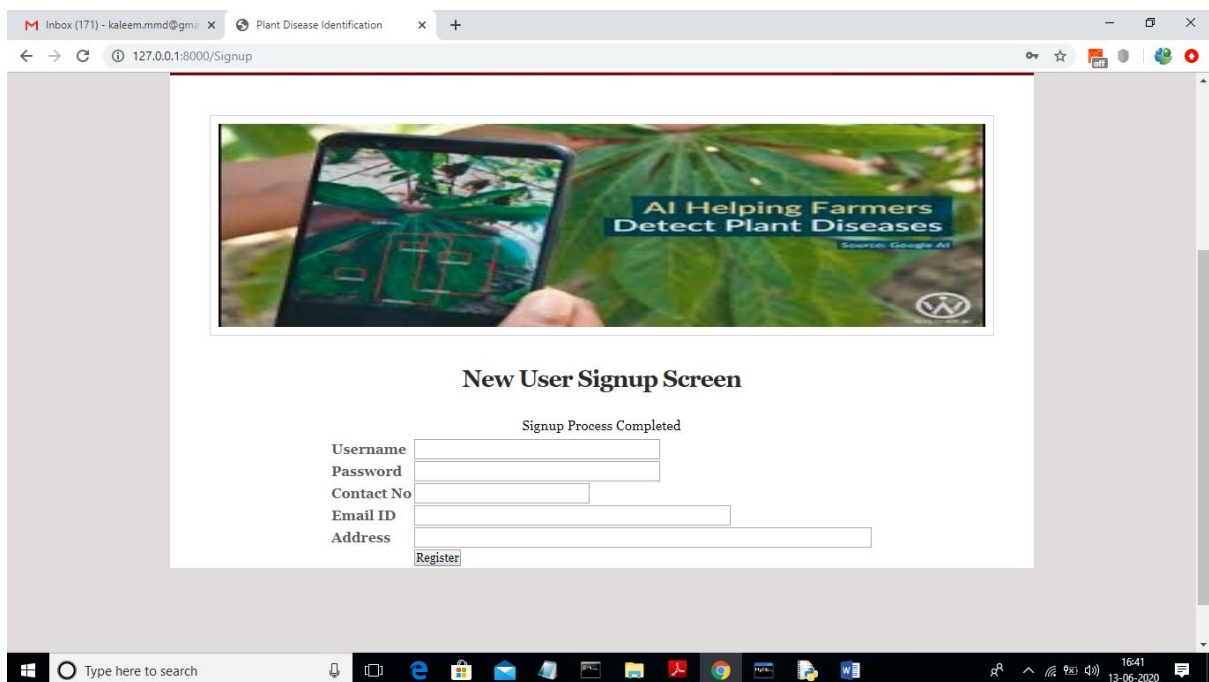 Inbox (171) - kaleem.mmd@gma
Plant Disease Identification
127.0.0.1:8000/Signup
off
AI Helping Farmers
Detect Plant Diseases
Source: Google AI
New User Signup Screen
Signup Process Completed
Username
Password
Contact No
Email ID
Address
Register
Type here to search
16:41
13-06-2020